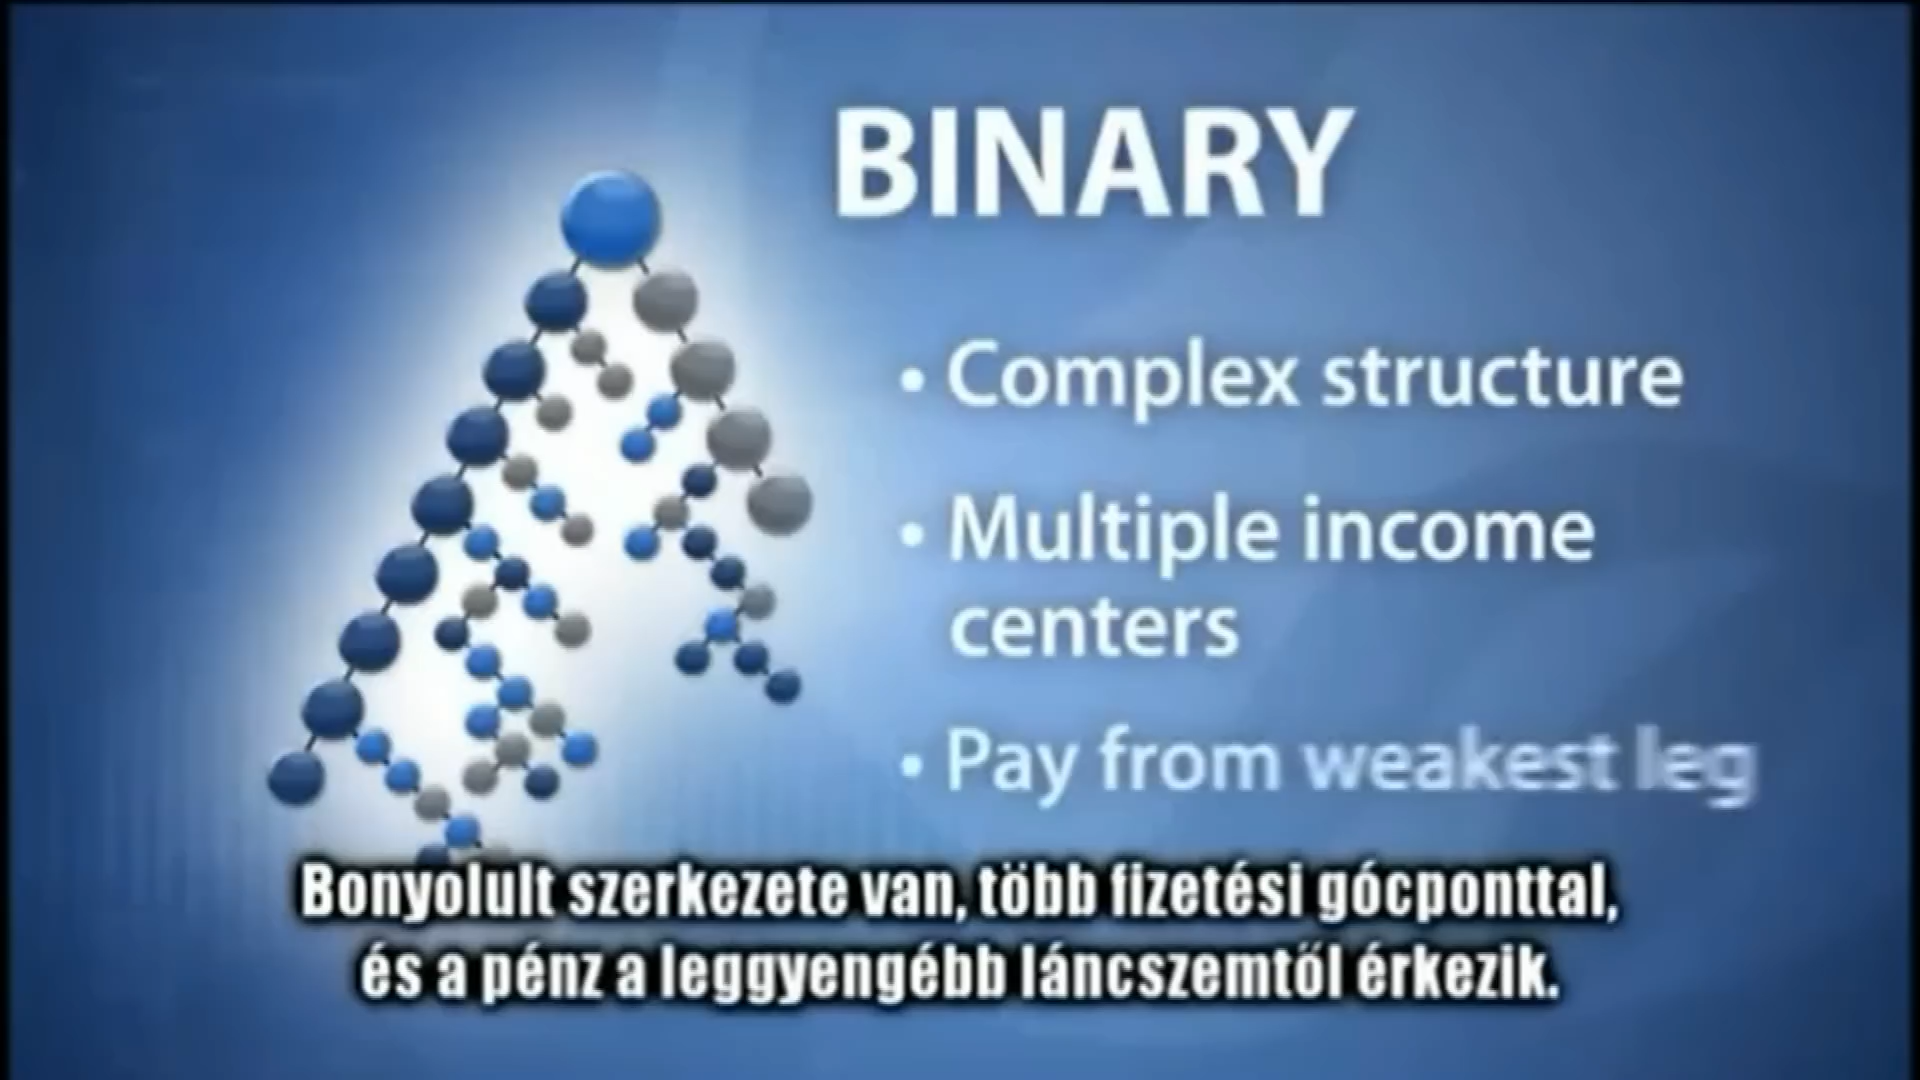 BINARY
• Complex structure
• Multiple income
centers
• Pay from weakest leg
Bonyolult szerkezete van, több fizetési gócponttal,
és a pénz a leggyengébb láncszemtől érkezik.